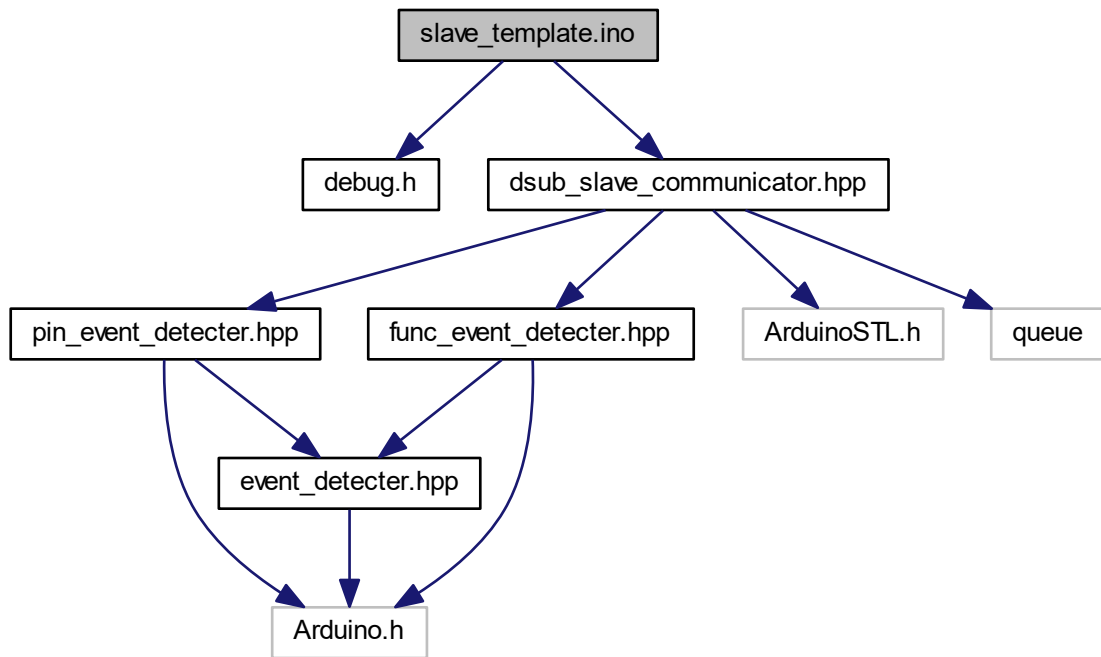 slave_template.ino
debug.h
dsub_slave_communicator.hpp
pin_event_detecter.hpp
func_event_detecter.hpp
ArduinoSTL.h
queue
event_detecter.hpp
Arduino.h